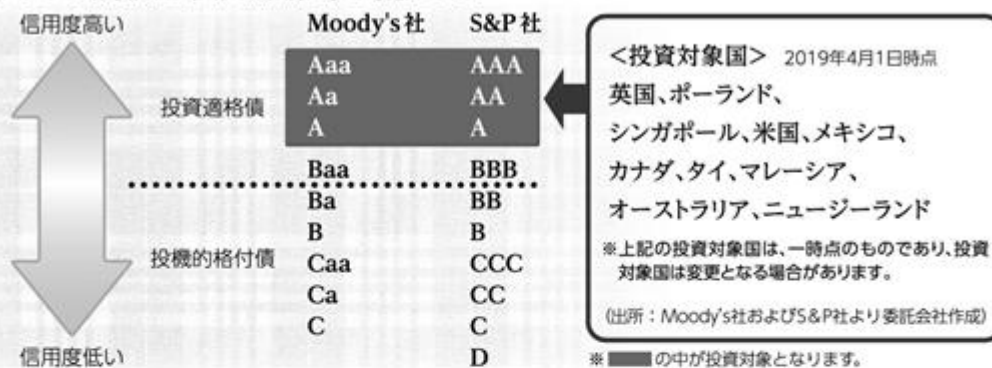 信用度高い
Moody's社 S&P社
Aaa AAA
Aa AA
A A
投資適格債
Baa BBB
Ba BB
B B
Caa CCC
Ca CC
C C
D
投機的格付債
信用度低い
<投資対象国> 2019年4月1日時点
英国、ポーランド、
シンガポール、米国、メキシコ、
カナダ、タイ、マレーシア、
オーストラリア、ニュージーランド
※上記の投資対象国は、一時点のものであり、投資
対象国は変更となる場合があります。
(出所：Moody's社およびS&P社より委託会社作成)
※ の中が投資対象となります。